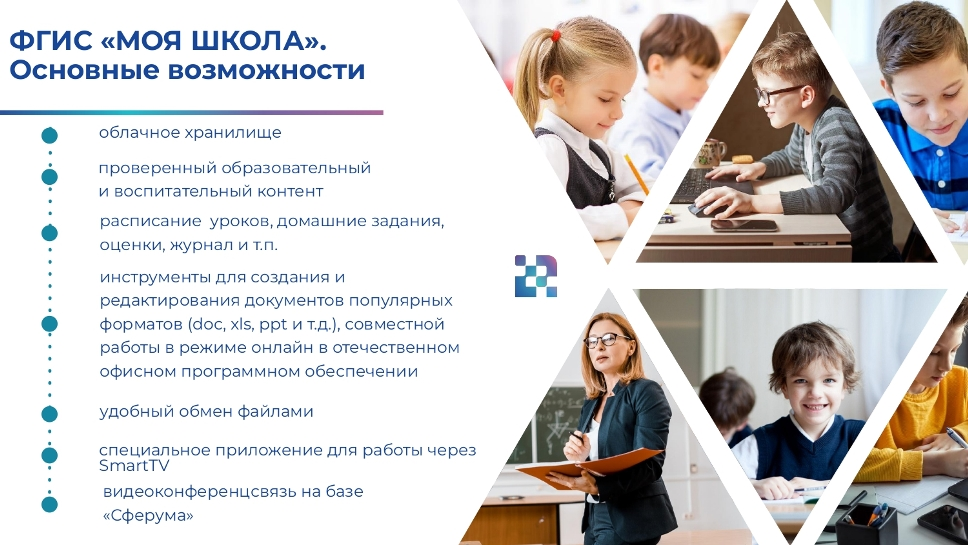 ФГИС «МОЯ ШКОЛА».
Основные возможности
облачное хранилище
проверенный образовательный
и воспитательный контент
расписание уроков, домашние задания,
оценки, журнал и т.п.
инструменты для создания и
редактирования документов популярных
форматов (doc, xls, ppt и т.д.), совместной
работы в режиме онлайн в отечественном
офисном программном обеспечении
удобный обмен файлами
специальное приложение для работы через
SmartTV
видеоконференцсвязь на базе
«Сферума»